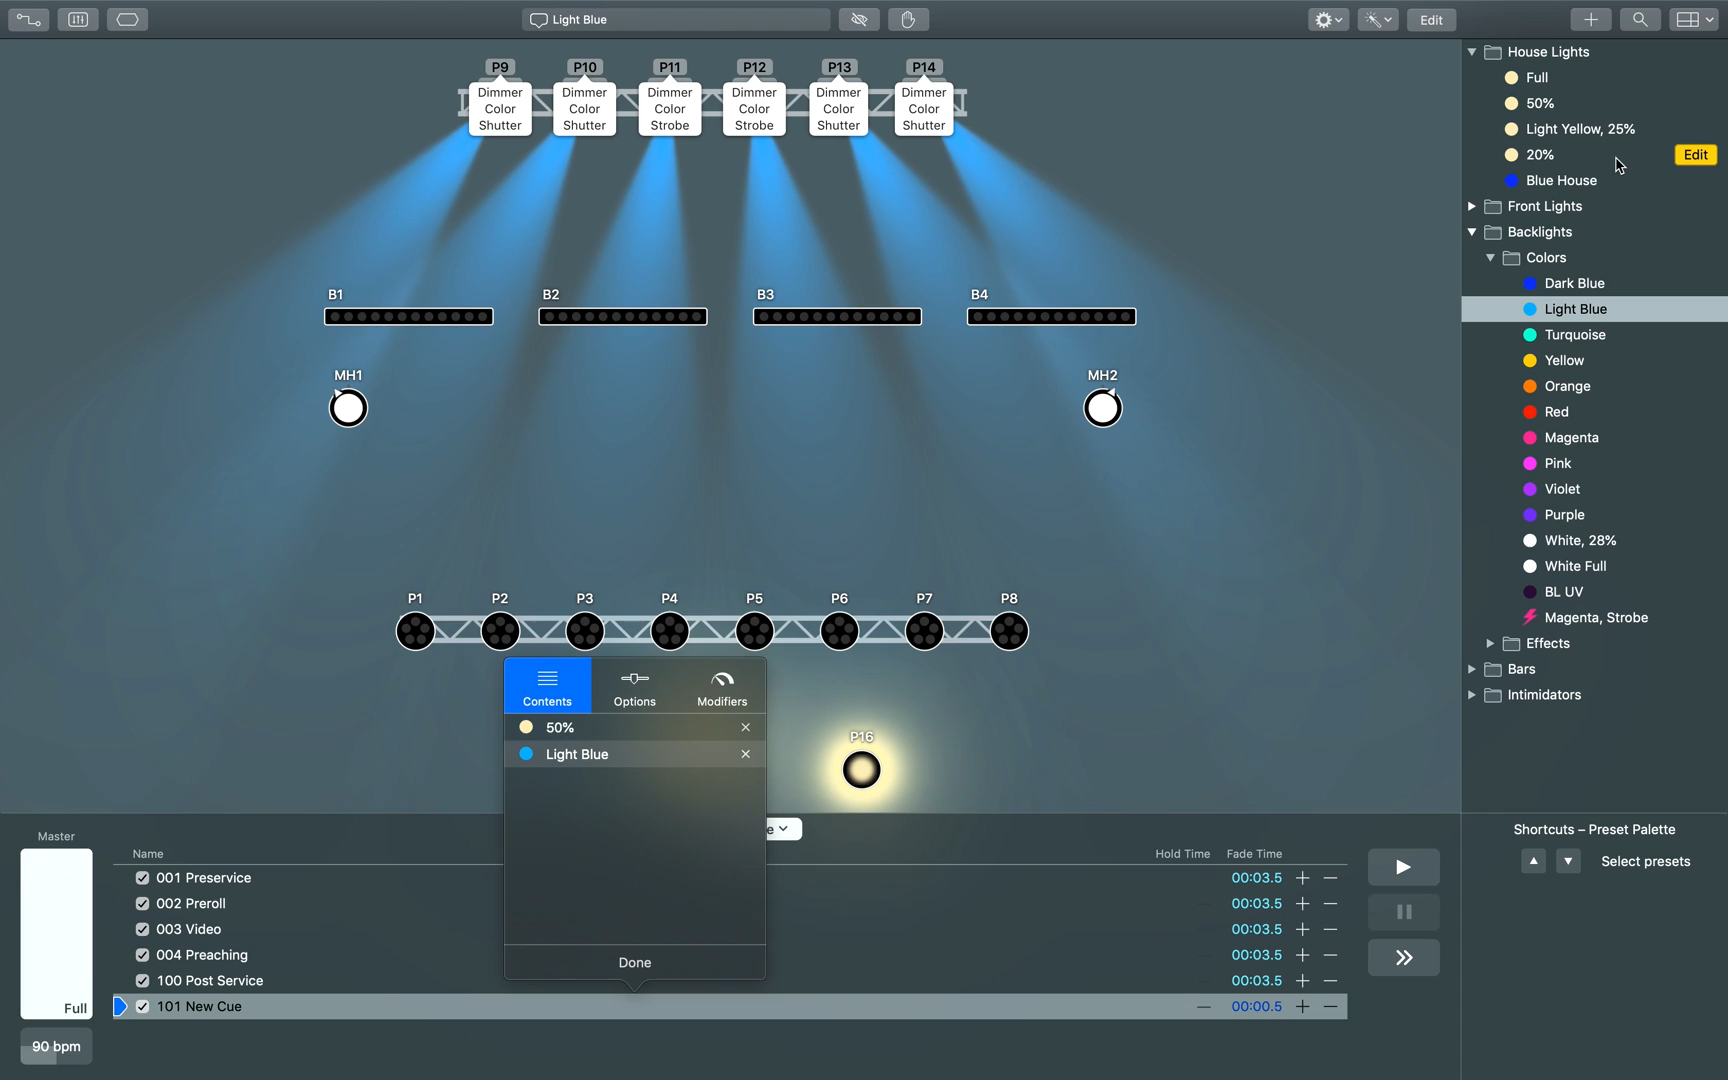 Light Blue
Edit
P9
P10
P11
P12
P13
P14
Dimmer
Color
Shutter
Dimmer
Color
Shutter
Dimmer
Color
Strobe
Dimmer
Color
Strobe
Dimmer
Color
Shutter
Dimmer
Color
Shutter
B1
B2
B3
B4
MH1
MH2
P1
P2
P3
P4
P5
P6
P7
P8
Contents
Options
Modifiers
50%
Light Blue
Done
P16
House Lights
Full
50%
Light Yellow, 25%
20%
Edit
Blue House
Front Lights
Backlights
Colors
Dark Blue
Light Blue
Turquoise
Yellow
Orange
Red
Magenta
Pink
Violet
Purple
White, 28%
White Full
BL UV
Magenta, Strobe
Effects
Bars
Intimidators
Master
Full
90 bpm
Name
Hold Time
Fade Time
001 Preservice
00:03.5
002 Preroll
00:03.5
003 Video
00:03.5
004 Preaching
00:03.5
100 Post Service
00:03.5
101 New Cue
00:00.5
Shortcuts – Preset Palette
Select presets